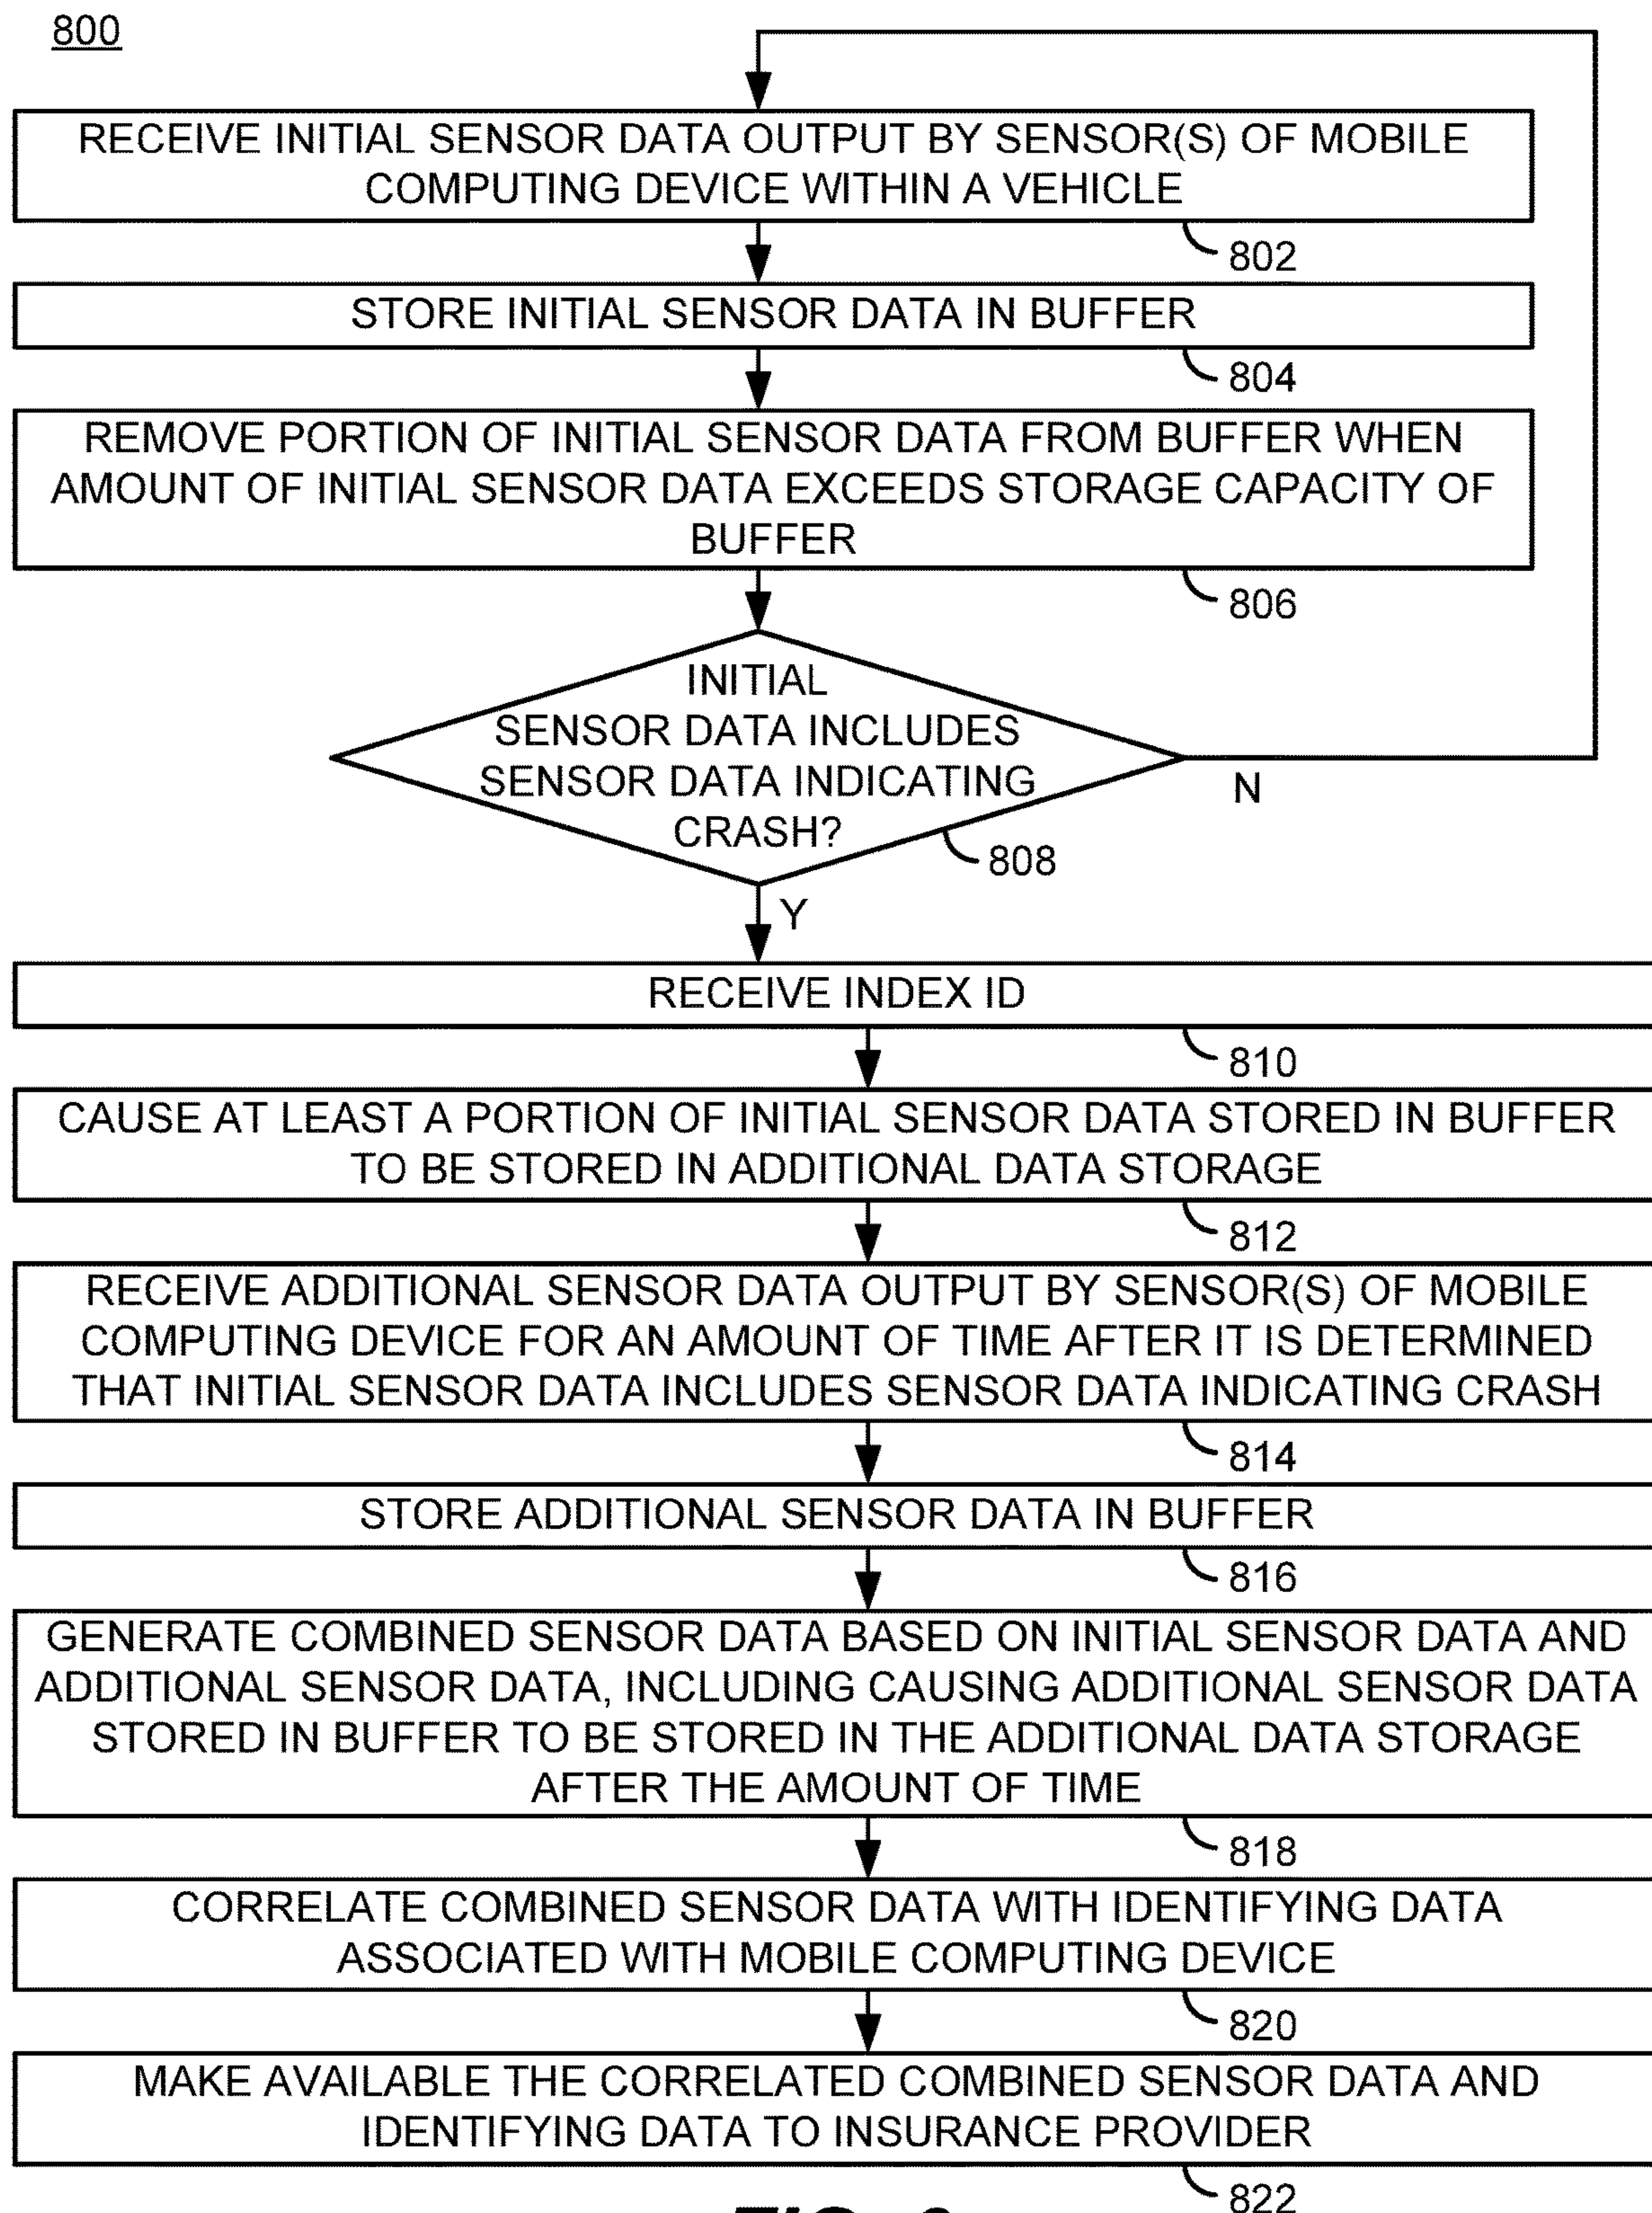 800
RECEIVE INITIAL SENSOR DATA OUTPUT BY SENSOR(S) OF MOBILE
COMPUTING DEVICE WITHIN A VEHICLE
802
STORE INITIAL SENSOR DATA IN BUFFER
804
REMOVE PORTION OF INITIAL SENSOR DATA FROM BUFFER WHEN
AMOUNT OF INITIAL SENSOR DATA EXCEEDS STORAGE CAPACITY OF
BUFFER
806
INITIAL
SENSOR DATA INCLUDES
SENSOR DATA INDICATING
CRASH?
N
808
Y
RECEIVE INDEX ID
810
CAUSE AT LEAST A PORTION OF INITIAL SENSOR DATA STORED IN BUFFER
TO BE STORED IN ADDITIONAL DATA STORAGE
812
RECEIVE ADDITIONAL SENSOR DATA OUTPUT BY SENSOR(S) OF MOBILE
COMPUTING DEVICE FOR AN AMOUNT OF TIME AFTER IT IS DETERMINED
THAT INITIAL SENSOR DATA INCLUDES SENSOR DATA INDICATING CRASH
814
STORE ADDITIONAL SENSOR DATA IN BUFFER
816
GENERATE COMBINED SENSOR DATA BASED ON INITIAL SENSOR DATA AND
ADDITIONAL SENSOR DATA, INCLUDING CAUSING ADDITIONAL SENSOR DATA
STORED IN BUFFER TO BE STORED IN THE ADDITIONAL DATA STORAGE
AFTER THE AMOUNT OF TIME
818
CORRELATE COMBINED SENSOR DATA WITH IDENTIFYING DATA
ASSOCIATED WITH MOBILE COMPUTING DEVICE
820
MAKE AVAILABLE THE CORRELATED COMBINED SENSOR DATA AND
IDENTIFYING DATA TO INSURANCE PROVIDER
822